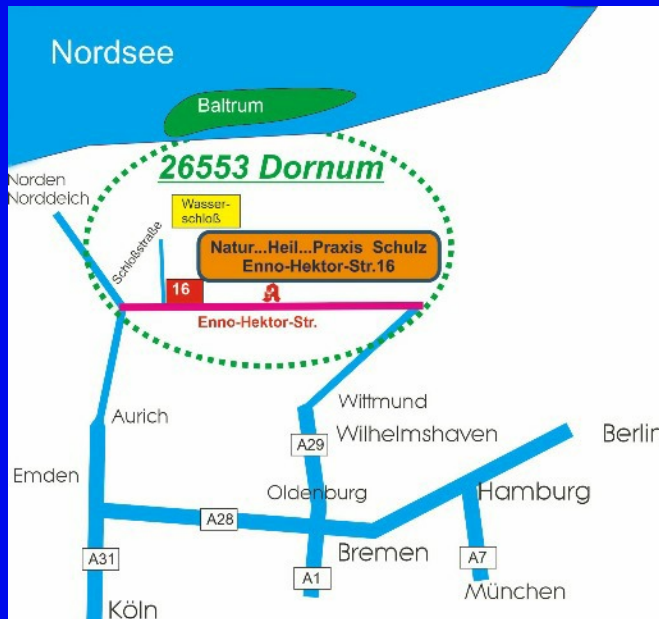 Nordsee
Baltrum
26553 Dornum
Norden
Norddeich
Wasser-
schloß
Schloßstraße
Natur...Heil...Praxis Schulz
Enno-Hektor-Str.16
16
Enno-Hektor-Str.
Aurich
Wittmund
A29
Wilhelmshaven
Berlin
Emden
Oldenburg
Hamburg
A28
Bremen
A31
A1
A7
München
Köln